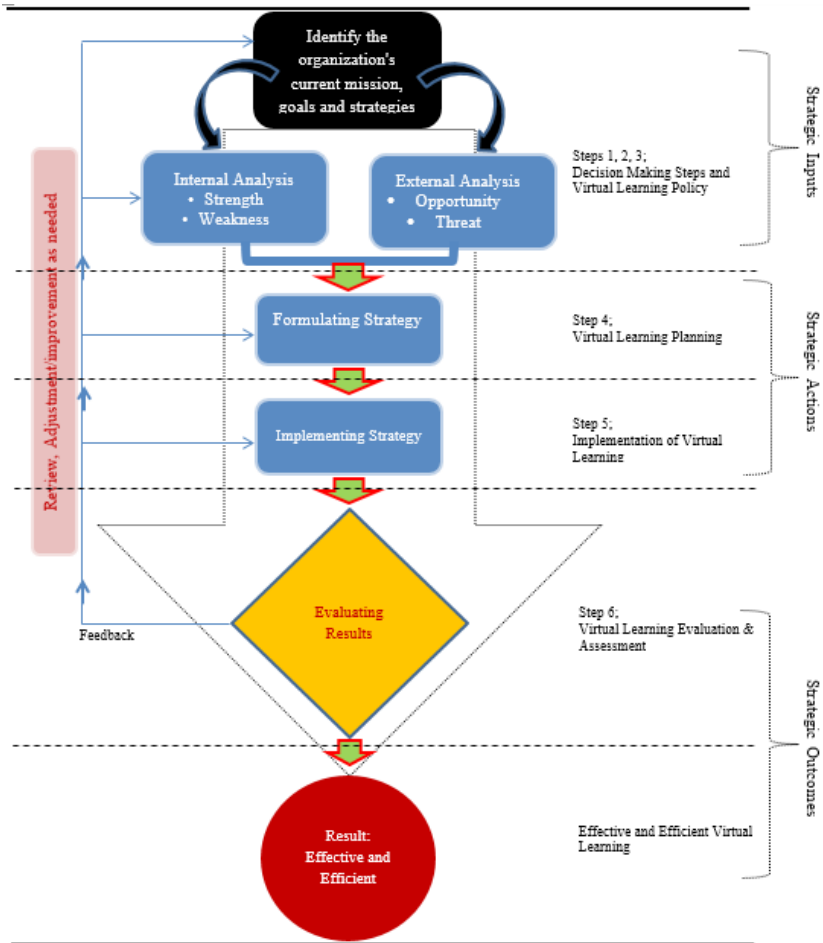 Identify the
organization's
current mission,
goals and strategies
Internal Analysis
• Strength
• Weakness
External Analysis
• Opportunity
• Threat
Steps 1, 2, 3;
Decision Making Steps and
Virtual Learning Policy
Strategic Inputs
Review, Adjustment/improvement as needed
Formulating Strategy
Step 4;
Virtual Learning Planning
Strategic Actions
Implementing Strategy
Step 5;
Implementation of Virtual
Learning
Evaluating
Results
Feedback
Step 6;
Virtual Learning Evaluation &
Assessment
Strategic Outcomes
Result:
Effective and
Efficient
Effective and Efficient Virtual
Learning